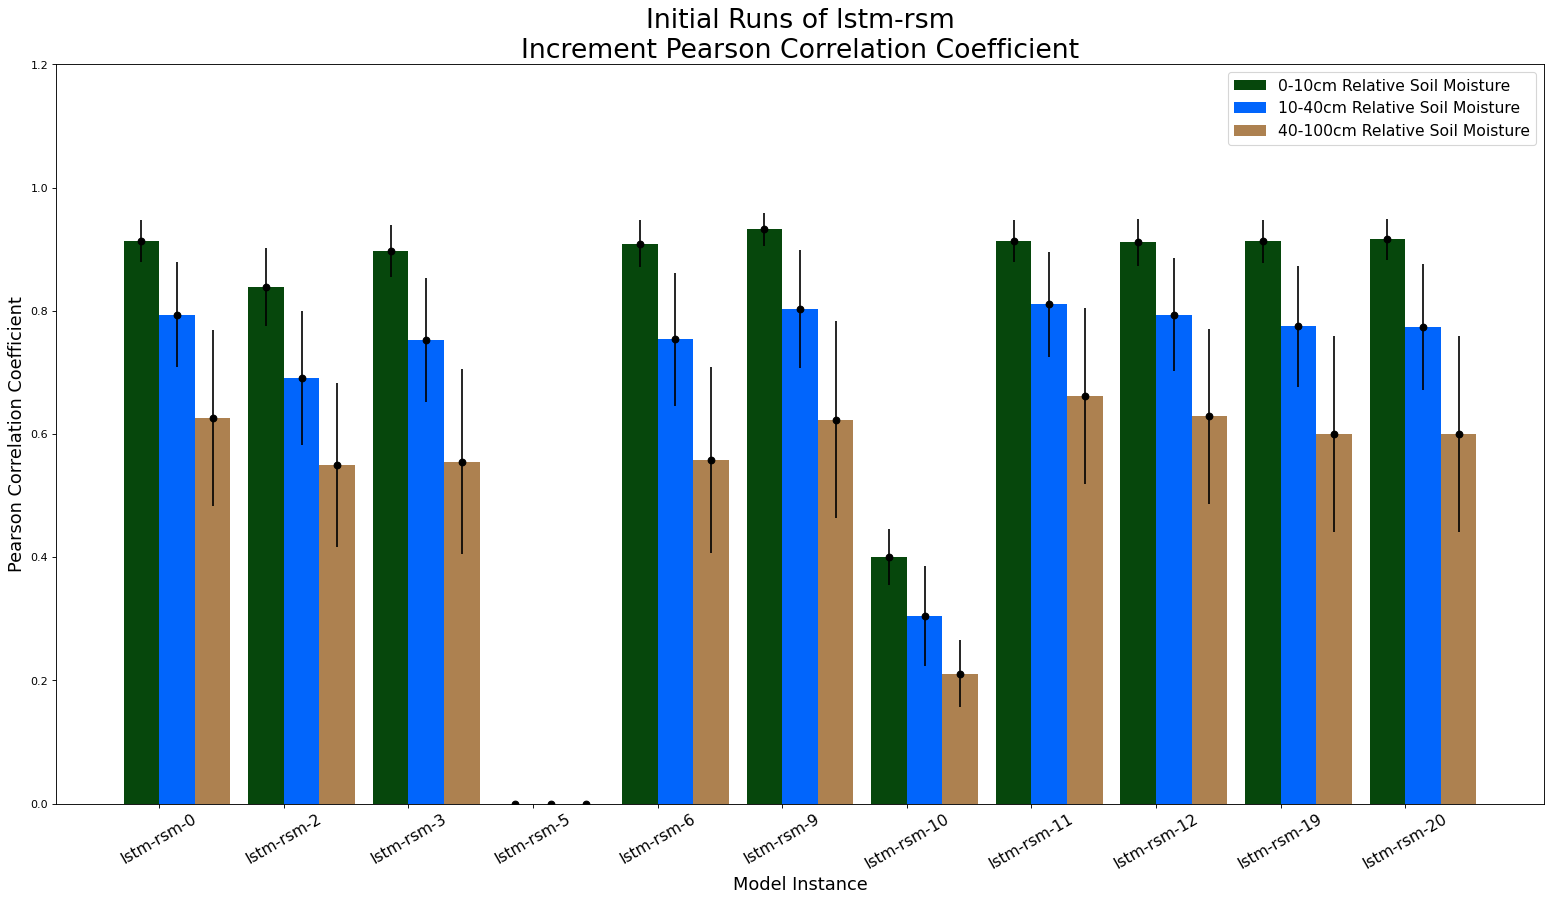 Initial Runs of lstm-rsm
Increment Pearson Correlation Coefficient
1.2
1.0
0.8
0.6
0.4
0.2
0.0
Pearson Correlation Coefficient
0-10cm Relative Soil Moisture
10-40cm Relative Soil Moisture
40-100cm Relative Soil Moisture
lstm-rsm-0
lstm-rsm-2
lstm-rsm-3
lstm-rsm-5
lstm-rsm-6
lstm-rsm-9
lstm-rsm-10
lstm-rsm-11
lstm-rsm-12
lstm-rsm-19
lstm-rsm-20
Model Instance